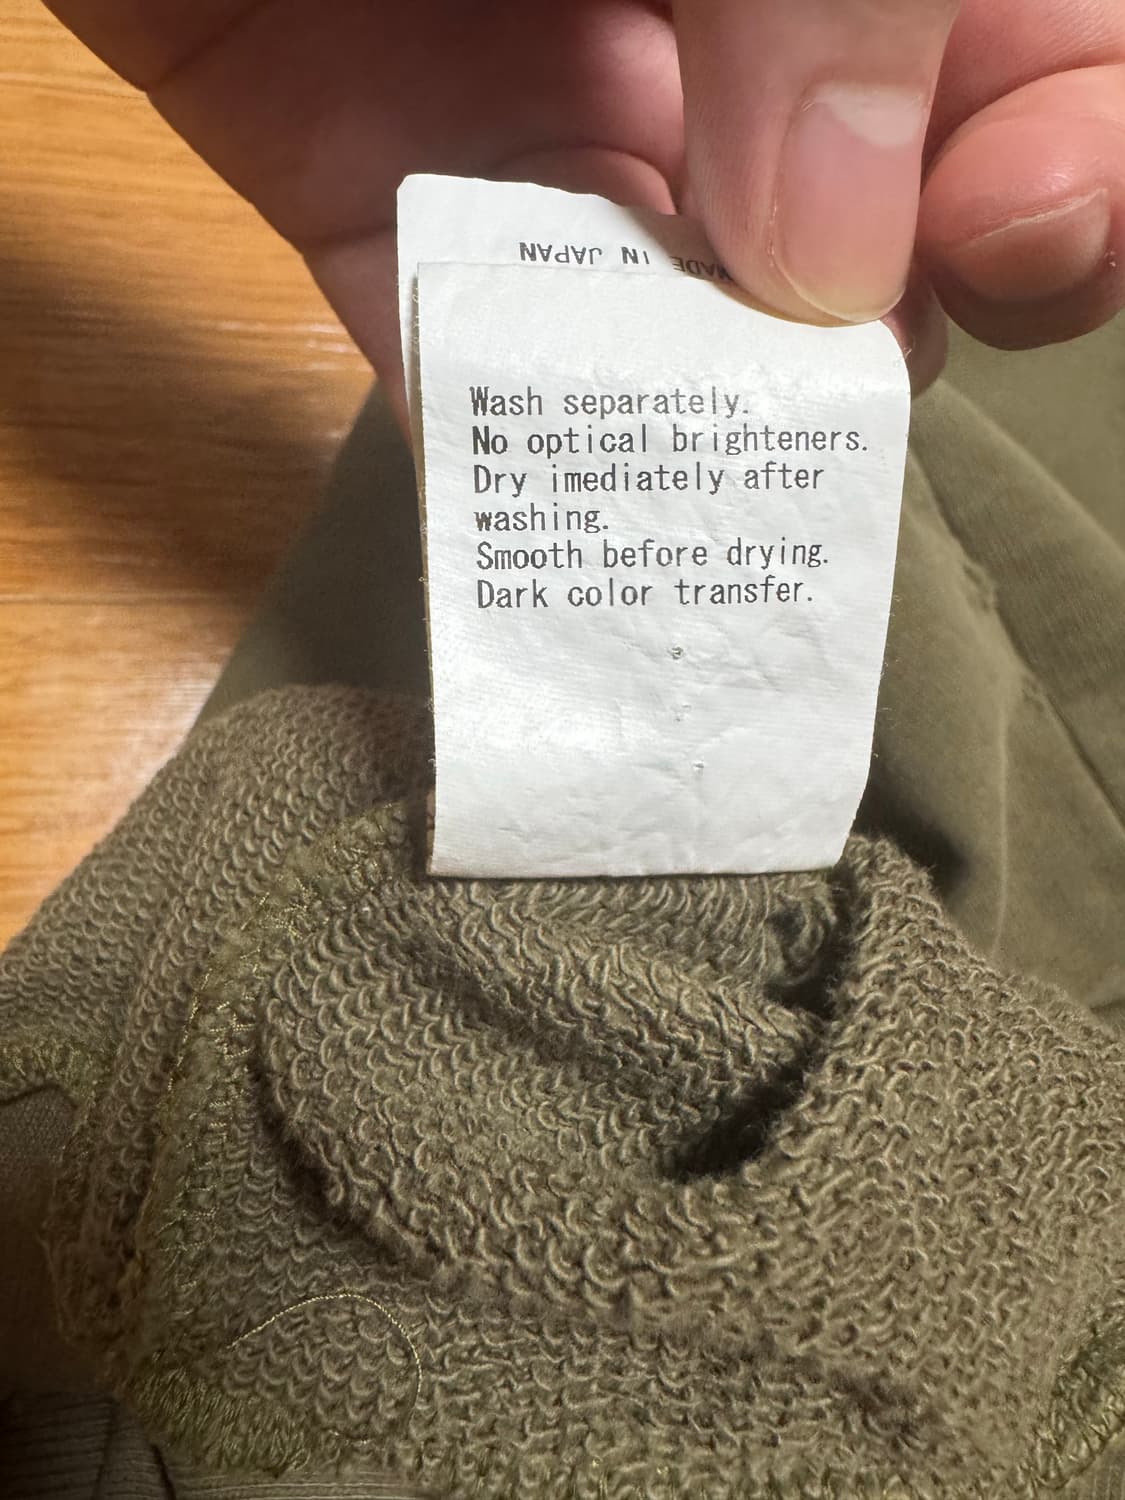 MADE IN JAPAN
Wash separately.
No optical brighteners.
Dry imediately after
washing.
Smooth before drying.
Dark color transfer.